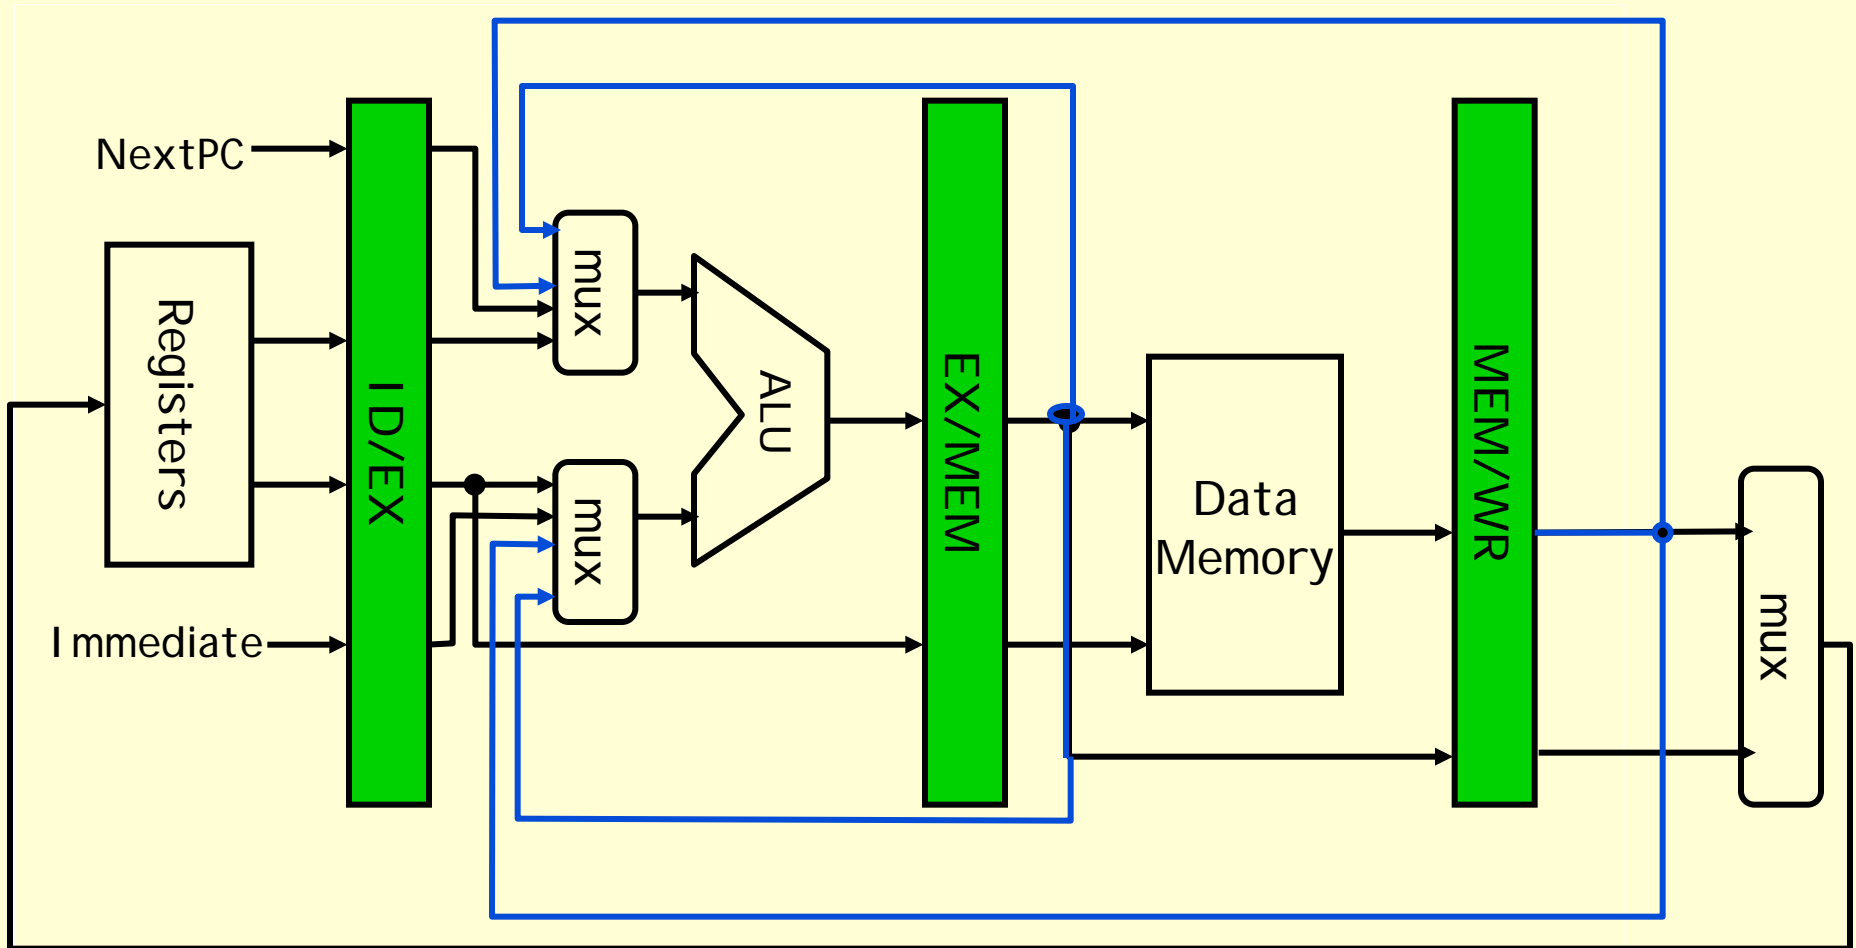 NextPC
Registers
Immediate
ID/EX
mux
mux
ALU
EX/MEM
Data
Memory
MEM/WR
mux